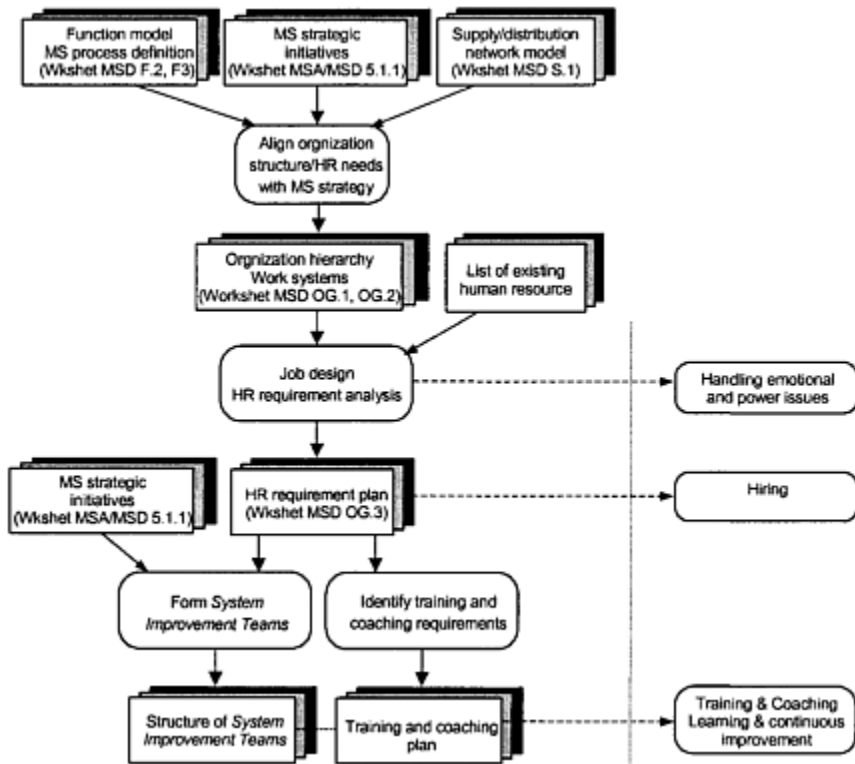 Function model
MS process definition
(Wkshet MSD F.2, F3)
MS strategic
initiatives
(Wkshet MSA/MSD 5.1.1)
Supply/distribution
network model
(Wkshet MSD S.1)
Align orgnization
structure/HR needs
with MS strategy
Orgnization hierarchy
Work systems
(Workshet MSD OG.1, OG.2)
List of existing
human resource
Job design
HR requirement analysis
Handling emotional
and power issues
MS strategic
initiatives
(Wkshet MSA/MSD 5.1.1)
HR requirement plan
(Wkshet MSD OG.3)
Hiring
Form System
Improvement Teams
Identify training and
coaching requirements
Structure of System
Improvement Teams
Training and coaching
plan
Training & Coaching
Learning & continuous
improvement